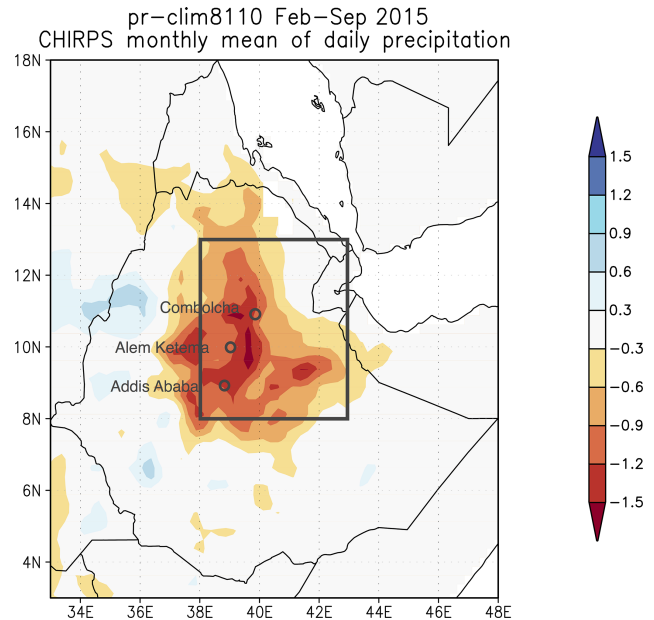 pr-clim8110 Feb-Sep 2015
CHIRPS monthly mean of daily precipitation
18N
16N
14N
12N
10N
8N
6N
4N
34E
36E
38E
40E
42E
44E
46E
48E
Combolcha
Alem Ketema
Addis Ababa
1.5
1.2
0.9
0.6
0.3
-0.3
-0.6
-0.9
-1.2
-1.5